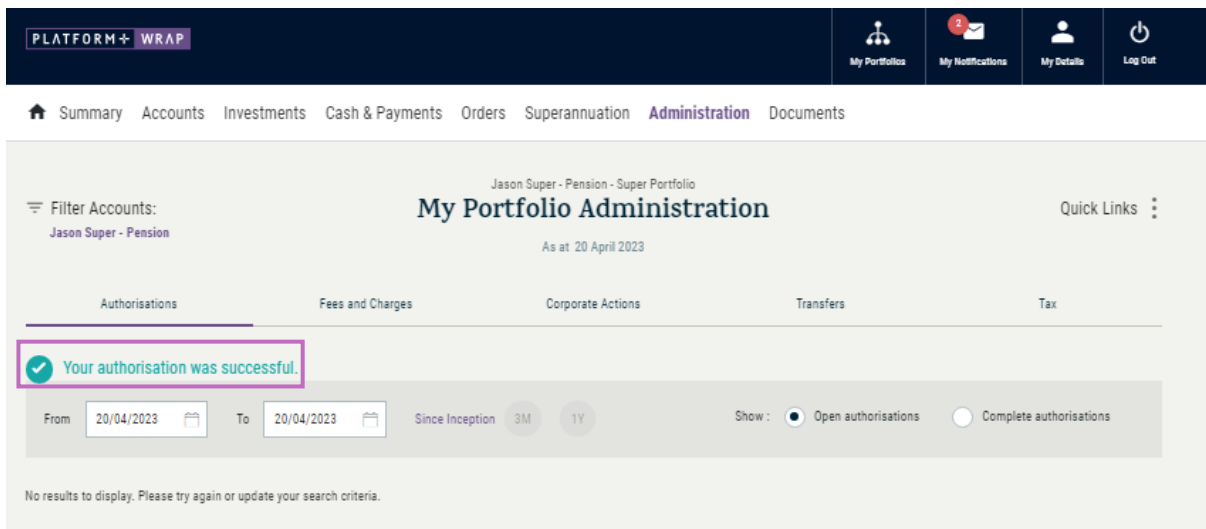 PLATFORM WRAP
My Portfolios
2
My Notifications
My Details
Log Out
Summary Accounts Investments Cash & Payments Orders Superannuation Administration Documents
Jason Super - Pension - Super Portfolio
Filter Accounts:
My Portfolio Administration
Quick Links
Jason Super - Pension
As at 20 April 2023
Authorisations Fees and Charges Corporate Actions Transfers Tax
Your authorisation was successful.
From 20/04/2023 To 20/04/2023 Since Inception 3M 1Y Show : Open authorisations Complete authorisations
No results to display. Please try again or update your search criteria.